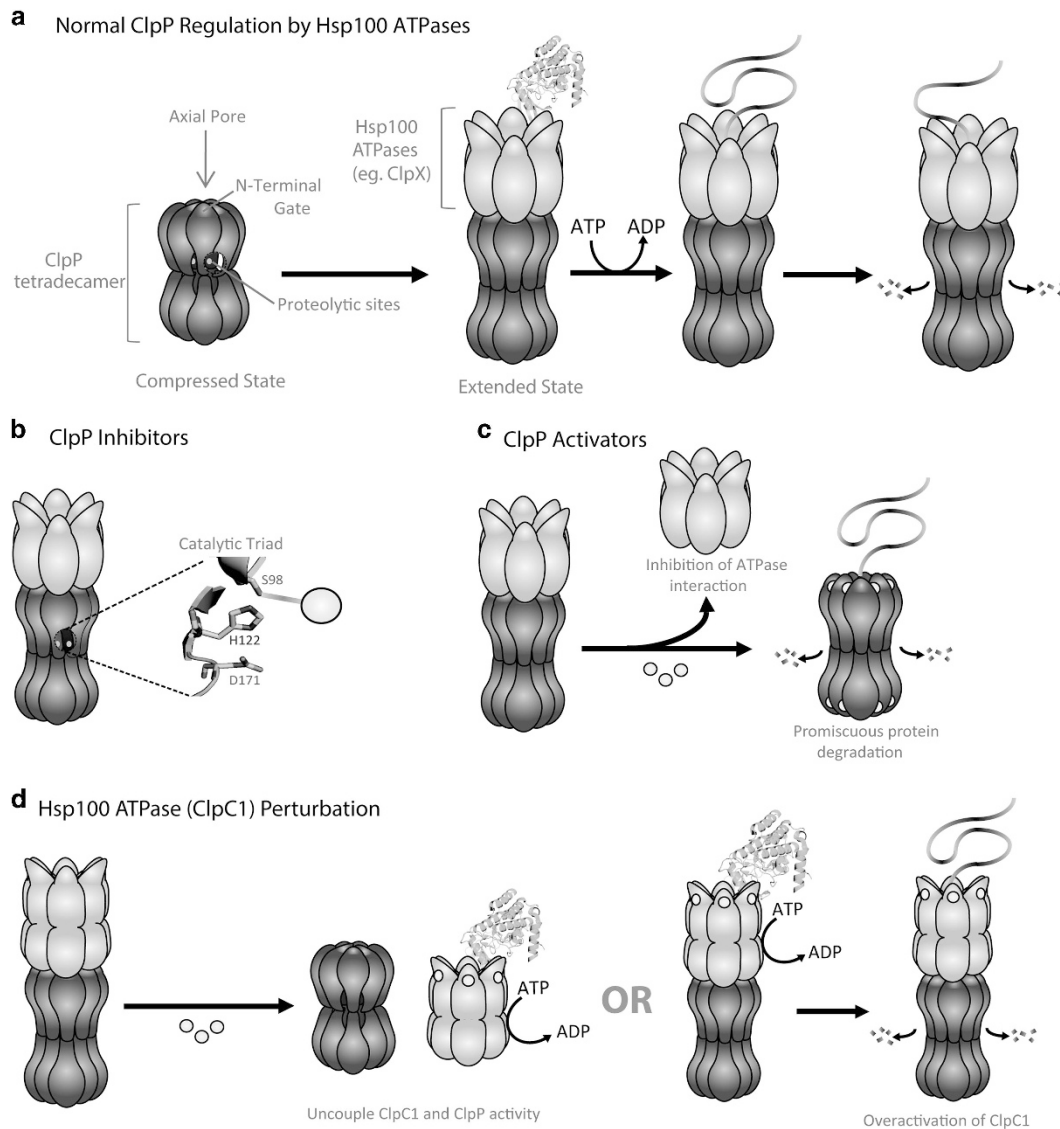 a Normal ClpP Regulation by Hsp100 ATPases
Axial Pore
N-Terminal
Gate
ClpP
tetradecamer
Proteolytic sites
Compressed State
Hsp100
ATPases
(eg. ClpX)
Extended State
ATP ADP
b ClpP Inhibitors
Catalytic Triad
S98
H122
D171
c ClpP Activators
Inhibition of ATPase
interaction
Promiscuous protein
degradation
d Hsp100 ATPase (ClpC1) Perturbation
ATP
ADP
Uncouple ClpC1 and ClpP activity
OR
ATP
ADP
Overactivation of ClpC1